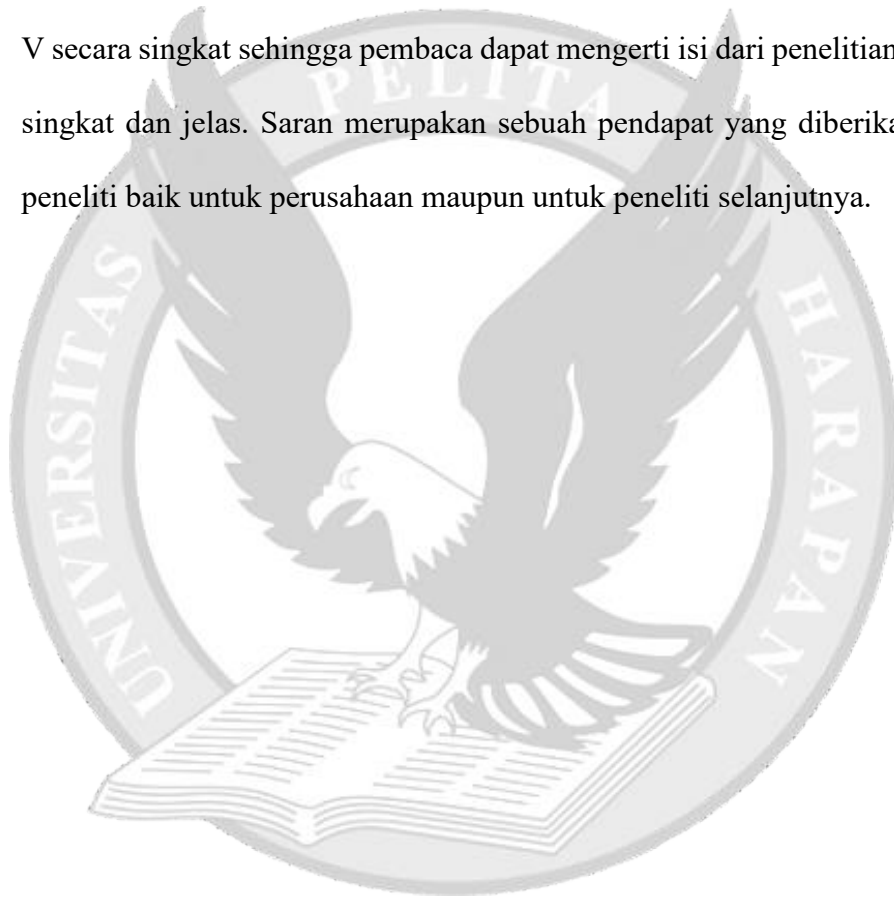 V secara singkat sehingga pembaca dapat mengerti isi dari penelitian
singkat dan jelas. Saran merupakan sebuah pendapat yang diberika
peneliti baik untuk perusahaan maupun untuk peneliti selanjutnya.
UNIVERSITAS PELITA HARAPAN